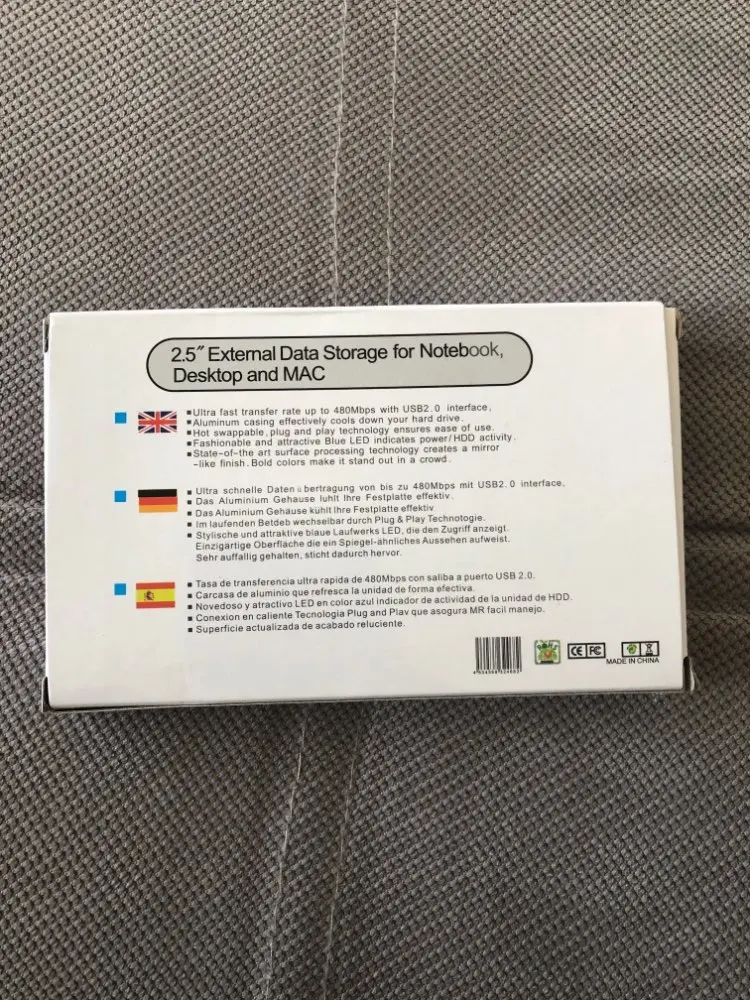 2.5" External Data Storage for Notebook,
Desktop and MAC
▪Ultra fast transfer rate up to 480Mbps with USB2.0 interface,
▪Aluminum casing effectively cools down your hard drive.
▪Hot swappable, plug and play technology ensures ease of use.
▪Fashionable and attractive Blue LED indicates power/HDD activity.
▪State-of-the art surface processing technology creates a mirror
-like finish. Bold colors make it stand out in a crowd.
▪ Ultra schnelle Daten übertragung von bis zu 480Mbps mit USB2.0 interface,
▪ Das Aluminium Gehause luhlt Ihre Festplatte effektiv.
▪ Das Aluminium Gehäuse kühlt Ihre Festplatte effektiv
▪ Im laufenden Betdeb wechselbar durch Plug & Play Technotogie.
▪ Stylische und attraktive blaue Laufwerks LED, die den Zugriff anzeigt.
Einzigärtige Oberfläche die ein Spiegel-ähnliches Aussehen aufweist.
Sehr auffallig gehalten, sticht dadurch hervor.
▪ Tasa de transferencia ultra rapida de 480Mbps con saliba a puerto USB 2.0.
▪ Carcasa de aluminio que refresca la unidad de forma efectiva.
▪ Novedoso y atractivo LED en color azul indicador de actividad de la unidad de HDD.
▪ Conexion en caliente Tecnologia Plug and Plav que asogura MR facil manejo.
▪ Superficie actualizada de acabado reluciente.
CE FC
MADE IN CHINA